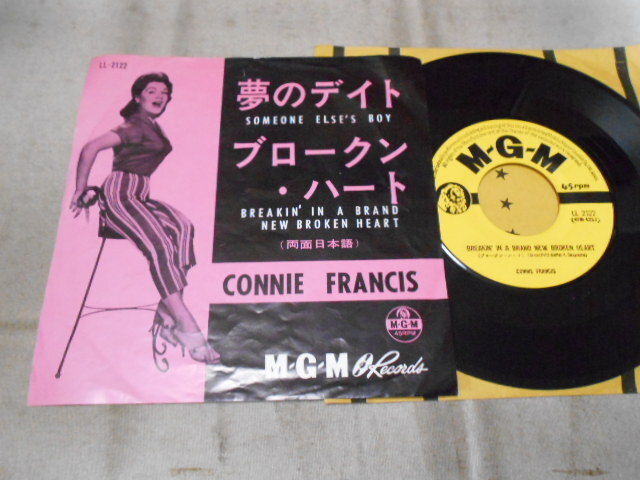 LL-2122
夢のデイト
SOMEONE ELSE'S BOY
ブロークン
・ハート
BREAKIN' IN A BRAND
NEW BROKEN HEART
(両面日本語)
CONNIE FRANCIS
M-G-M
45RPM
M-G-M Records
M-G-M
45 rpm
LL 2122
BREAKIN' IN A BRAND NEW BROKEN HEART
CONNIE FRANCIS